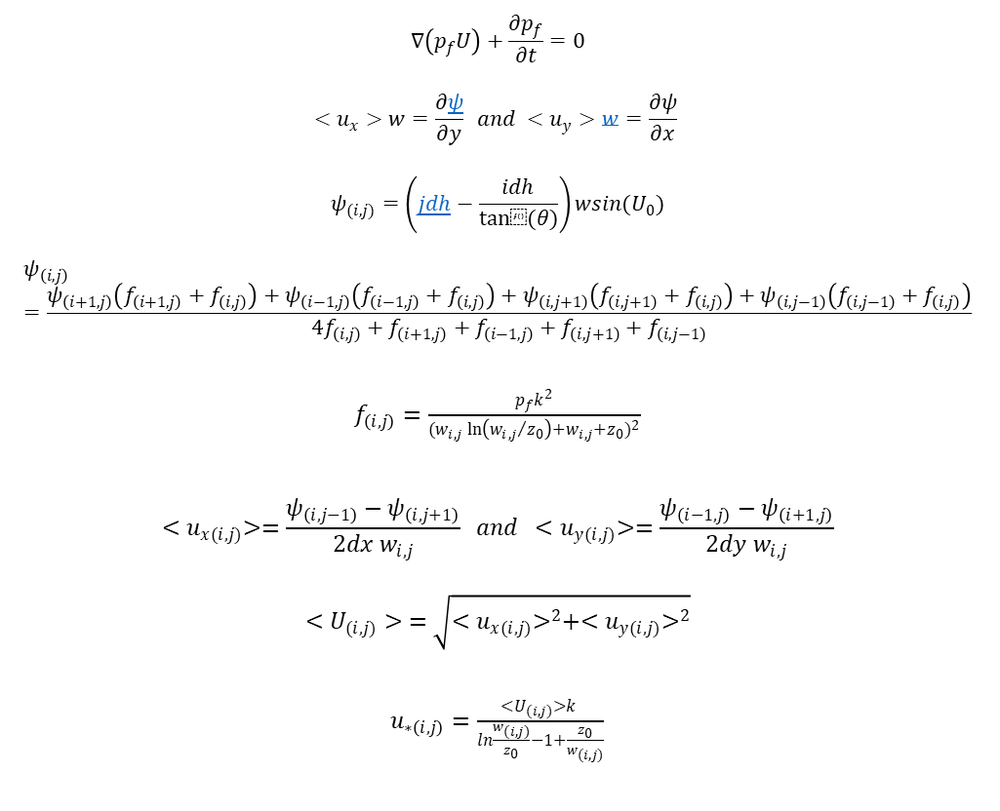 ∇(p_f U) + ∂p_f/∂t = 0
< u_x > w = ∂ψ/∂y and < u_y > w = ∂ψ/∂x
ψ_(i,j) = (jdh − idh/tan(θ)) wsin(U_0)
ψ_(i,j)
= (ψ_(i+1,j)(f_(i+1,j) + f_(i,j)) + ψ_(i−1,j)(f_(i−1,j) + f_(i,j)) + ψ_(i,j+1)(f_(i,j+1) + f_(i,j)) + ψ_(i,j−1)(f_(i,j−1) + f_(i,j)))/(4f_(i,j) + f_(i+1,j) + f_(i−1,j) + f_(i,j+1) + f_(i,j−1))
f_(i,j) = p_f k^2/(w_i,j ln(w_i,j/z_0)+w_i,j+z_0)^2
< u_x(i,j) >= (ψ_(i,j−1) − ψ_(i,j+1))/(2dx w_i,j) and < u_y(i,j) >= (ψ_(i−1,j) − ψ_(i+1,j))/(2dy w_i,j)
< U_(i,j) > = √(< u_x(i,j) >^2+< u_y(i,j) >^2)
u_*(i,j) = <U_(i,j)>k/(ln w_(i,j)/z_0 −1+ z_0/w_(i,j))